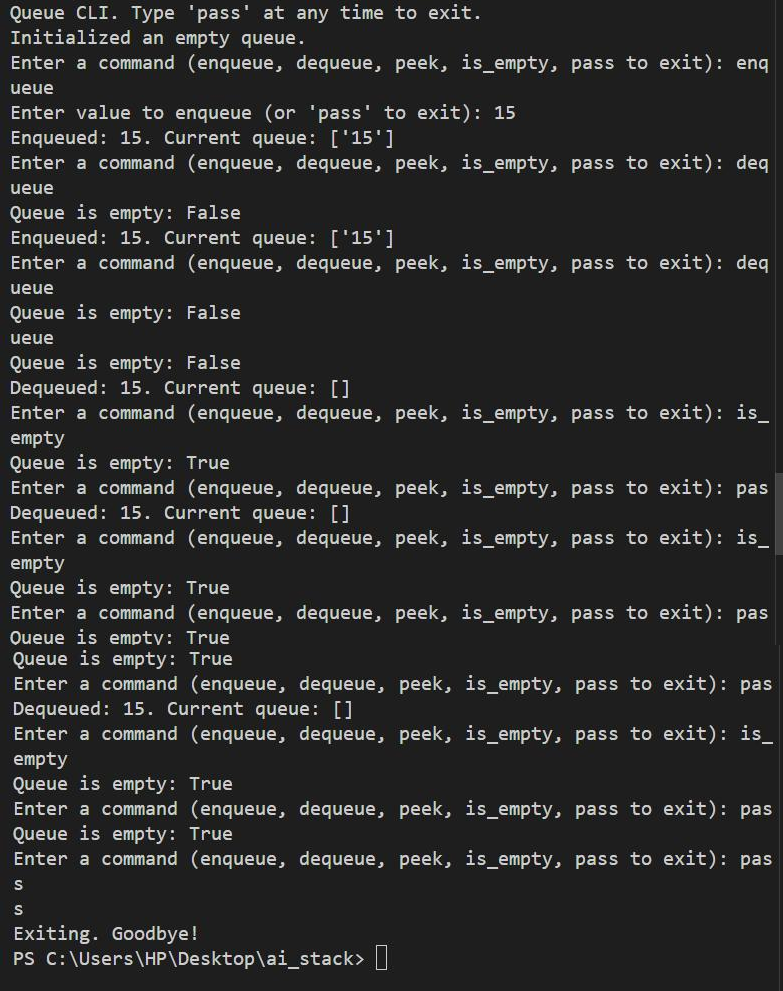 Queue CLI. Type 'pass' at any time to exit.
Initialized an empty queue.
Enter a command (enqueue, dequeue, peek, is_empty, pass to exit): enq
ueue
Enter value to enqueue (or 'pass' to exit): 15
Enqueued: 15. Current queue: ['15']
Enter a command (enqueue, dequeue, peek, is_empty, pass to exit): deq
ueue
Queue is empty: False
Enqueued: 15. Current queue: ['15']
Enter a command (enqueue, dequeue, peek, is_empty, pass to exit): deq
ueue
Queue is empty: False
ueue
Queue is empty: False
Dequeued: 15. Current queue: []
Enter a command (enqueue, dequeue, peek, is_empty, pass to exit): is_
empty
Queue is empty: True
Enter a command (enqueue, dequeue, peek, is_empty, pass to exit): pas
Dequeued: 15. Current queue: []
Enter a command (enqueue, dequeue, peek, is_empty, pass to exit): is_
empty
Queue is empty: True
Enter a command (enqueue, dequeue, peek, is_empty, pass to exit): pas
Queue is empty: True
Queue is empty: True
Enter a command (enqueue, dequeue, peek, is_empty, pass to exit): pas
Dequeued: 15. Current queue: []
Enter a command (enqueue, dequeue, peek, is_empty, pass to exit): is_
empty
Queue is empty: True
Enter a command (enqueue, dequeue, peek, is_empty, pass to exit): pas
Queue is empty: True
Enter a command (enqueue, dequeue, peek, is_empty, pass to exit): pas
s
s
Exiting. Goodbye!
PS C:\Users\HP\Desktop\ai_stack>